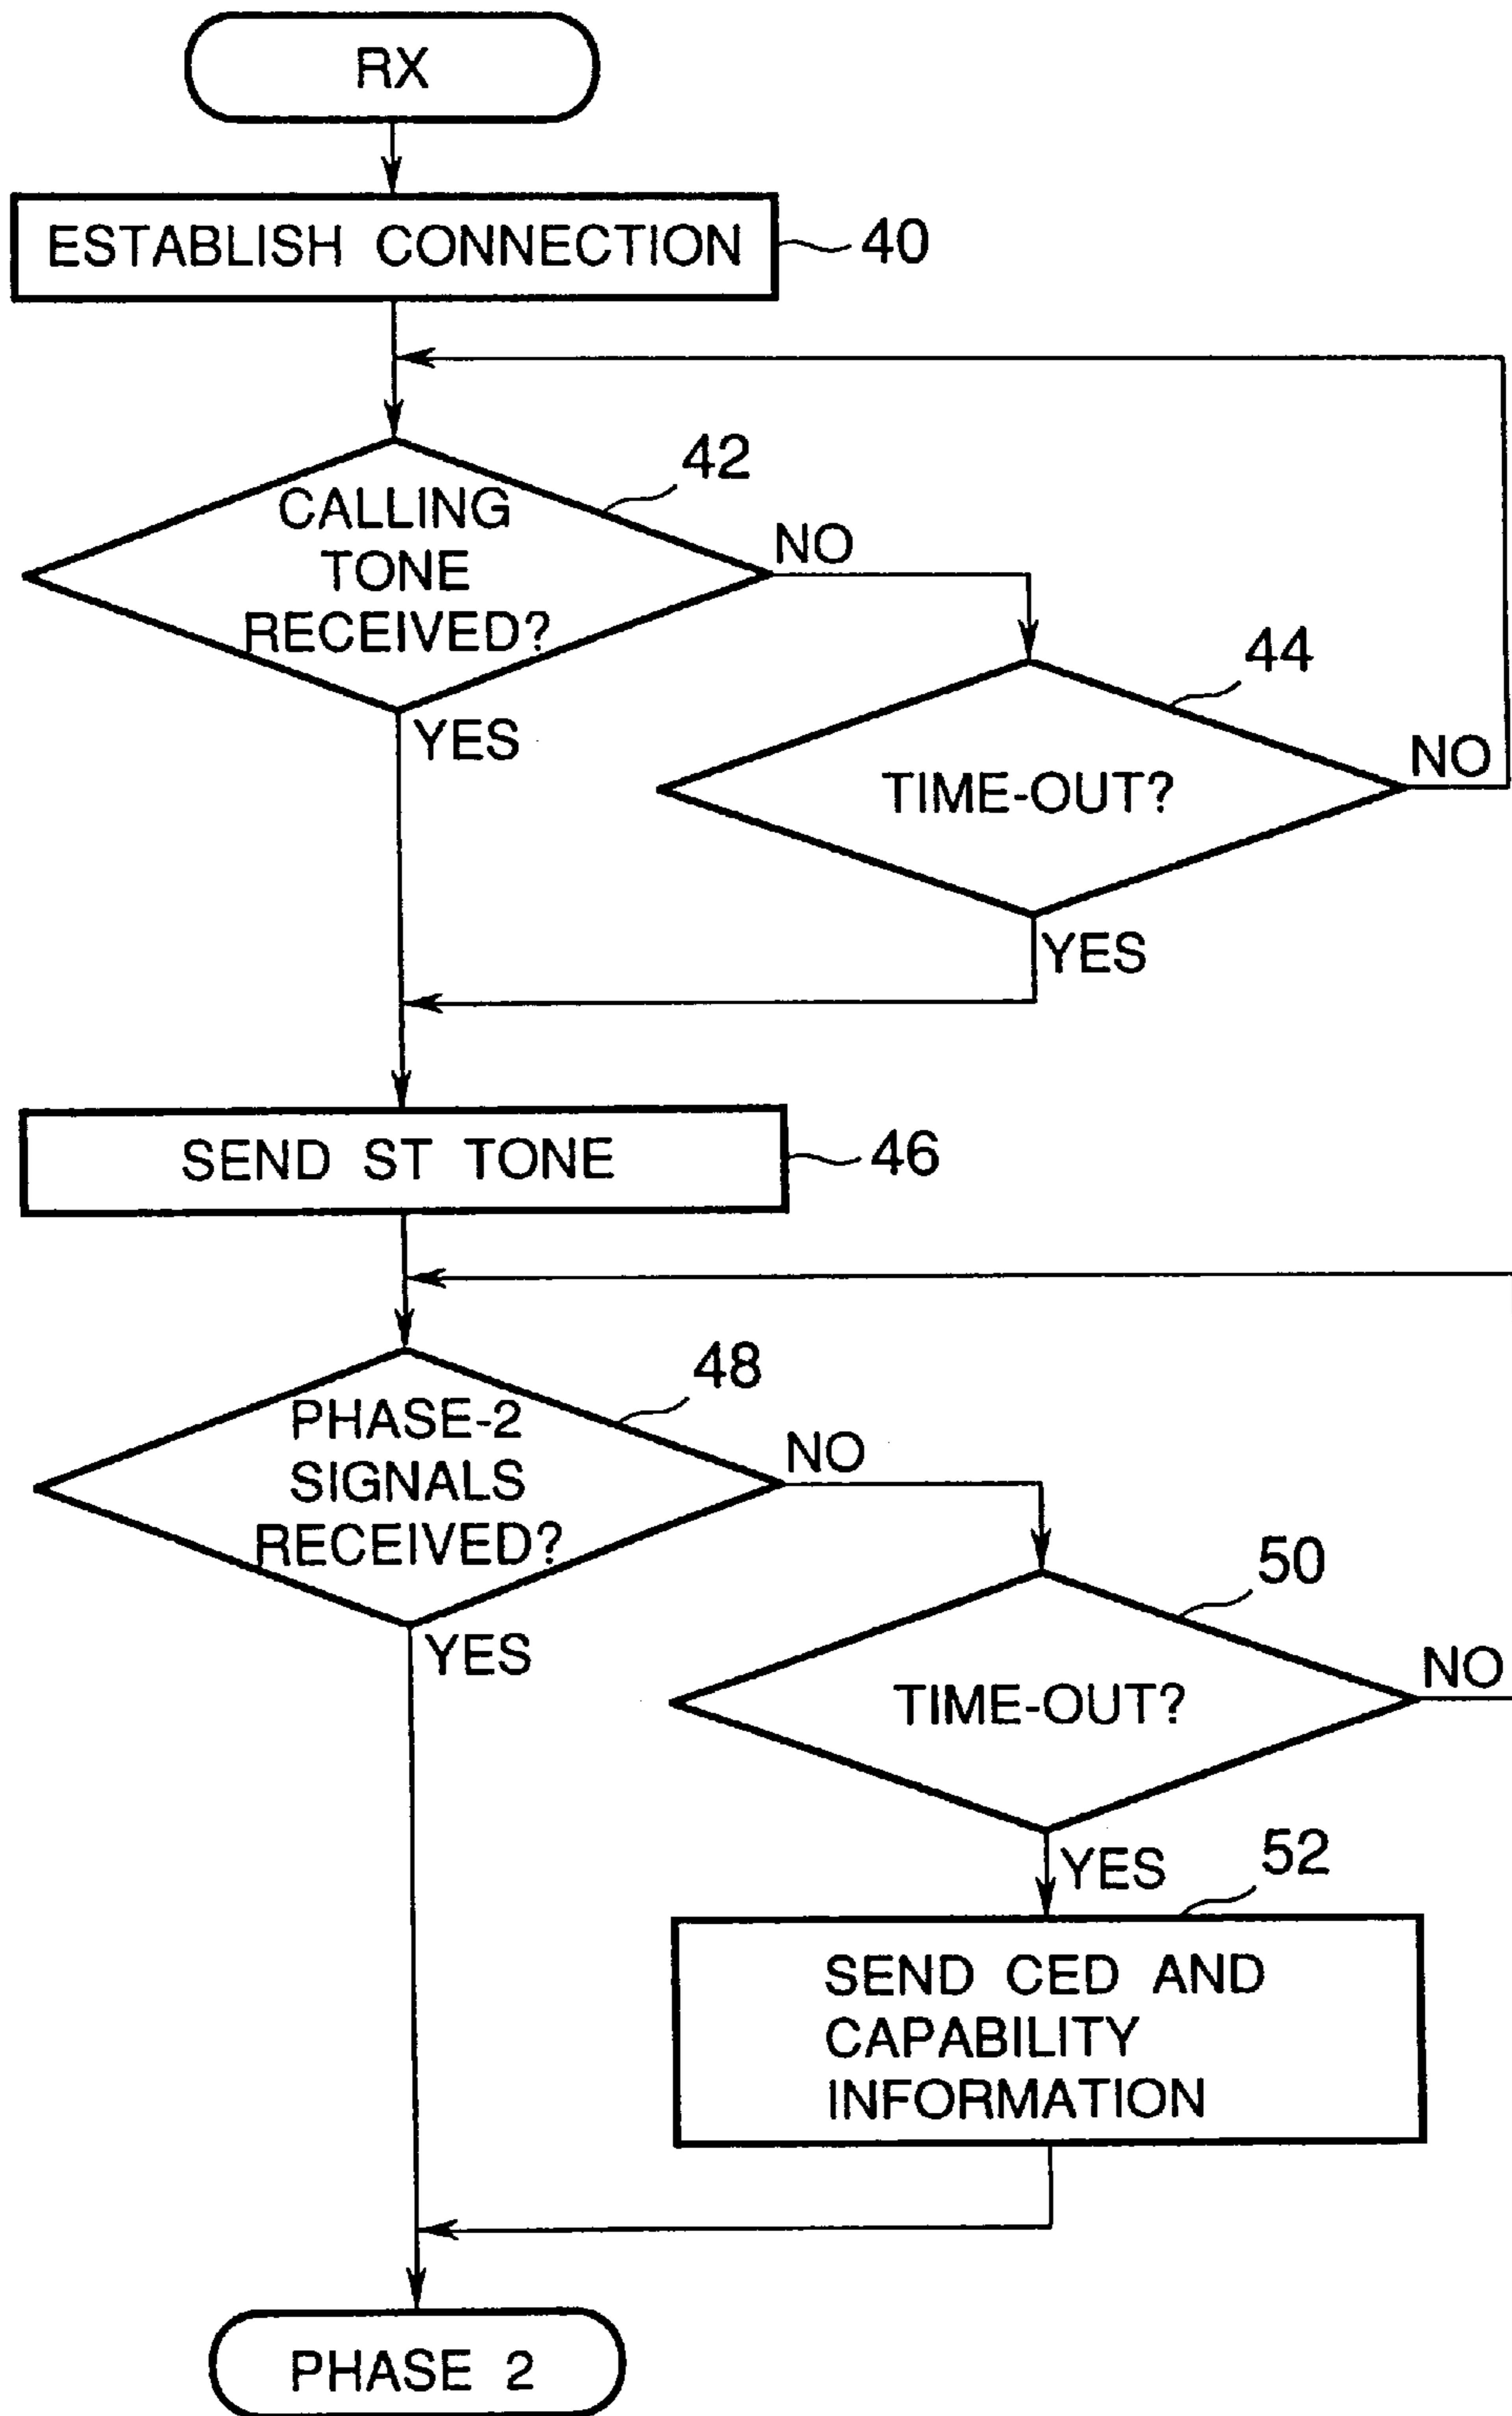 RX
ESTABLISH CONNECTION
40
42
CALLING
TONE
RECEIVED?
NO
44
YES
TIME-OUT?
NO
YES
SEND ST TONE
46
48
PHASE-2
SIGNALS
RECEIVED?
NO
50
YES
TIME-OUT?
NO
YES
52
SEND CED AND
CAPABILITY
INFORMATION
PHASE 2